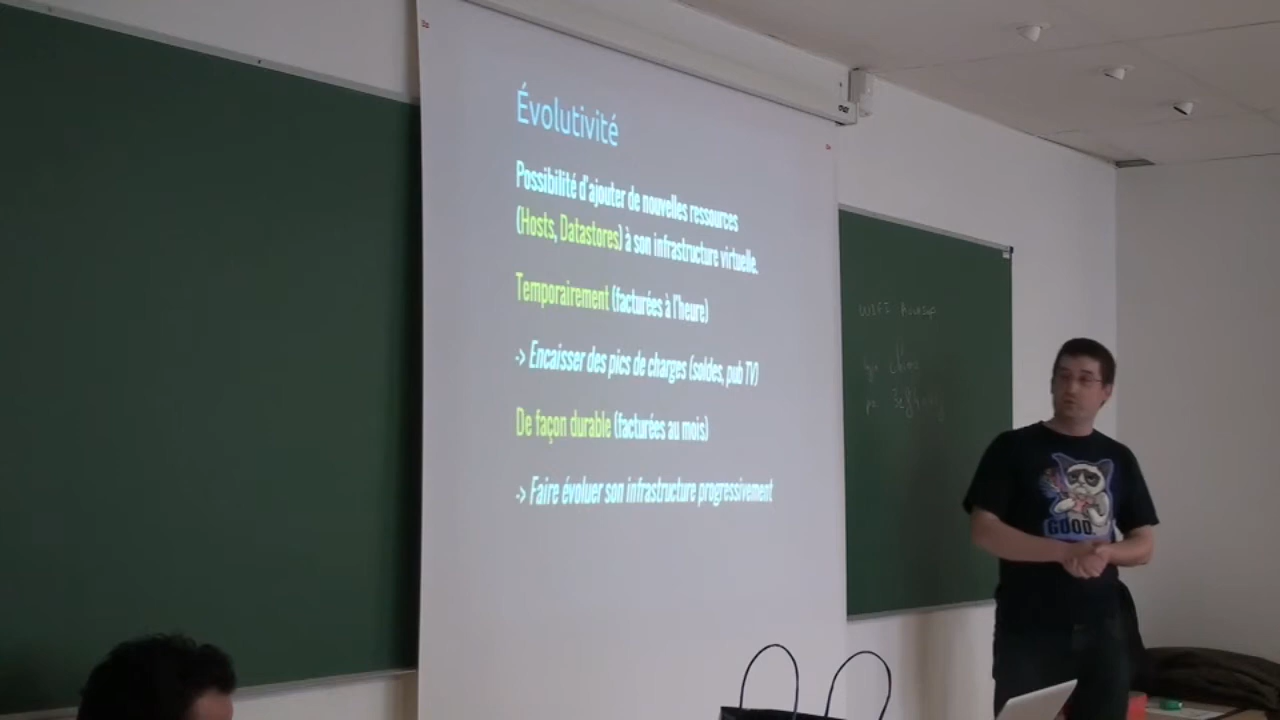 Évolutivité
Possibilité d'ajouter de nouvelles ressources
(Hosts, Datastores) à son infrastructure virtuelle.
Temporairement (facturées à l'heure)
-> Encaisser des pics de charges (soldes, pub TV)
De façon durable (facturées au mois)
-> Faire évoluer son infrastructure progressivement
WIFI
GOOD.